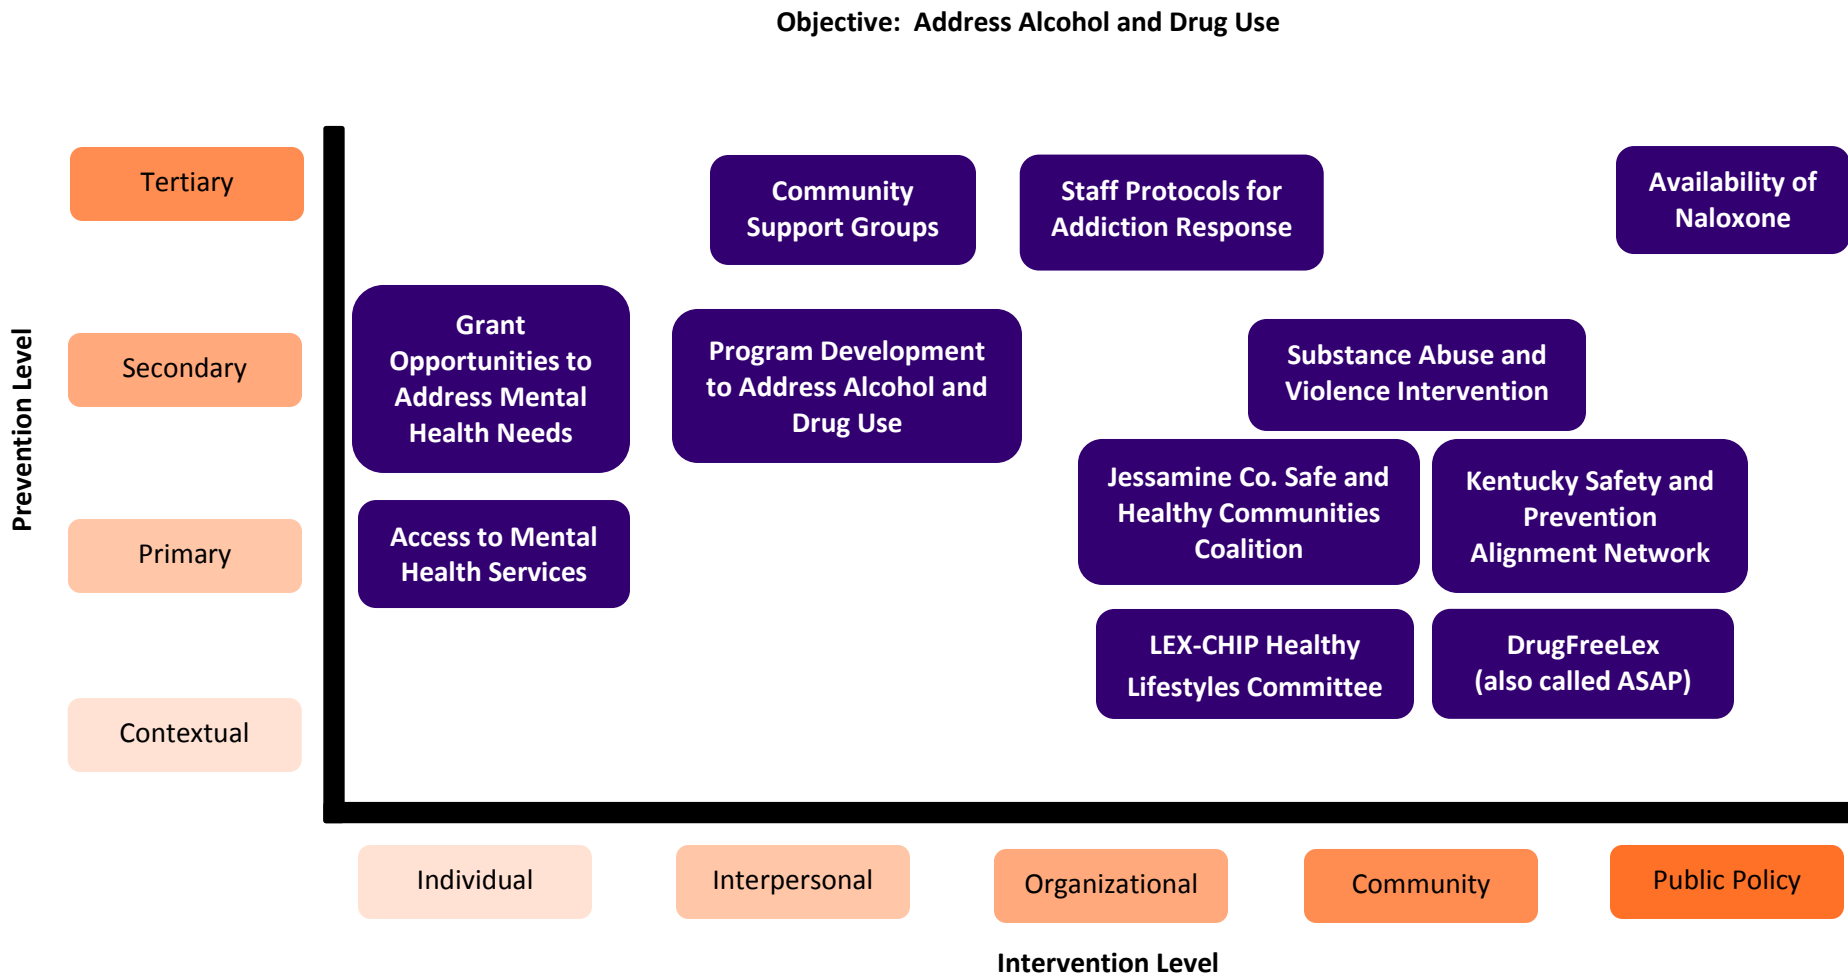 Objective:  Address Alcohol and Drug Use
Prevention Level
Tertiary
Community
Support Groups
Staff Protocols for
Addiction Response
Availability of
Naloxone
Secondary
Grant
Opportunities to
Address Mental
Health Needs
Program Development
to Address Alcohol and
Drug Use
Substance Abuse and
Violence Intervention
Primary
Access to Mental
Health Services
Jessamine Co. Safe and
Healthy Communities
Coalition
Kentucky Safety and
Prevention
Alignment Network
LEX-CHIP Healthy
Lifestyles Committee
DrugFreeLex
(also called ASAP)
Contextual
Individual
Interpersonal
Organizational
Community
Public Policy
Intervention Level